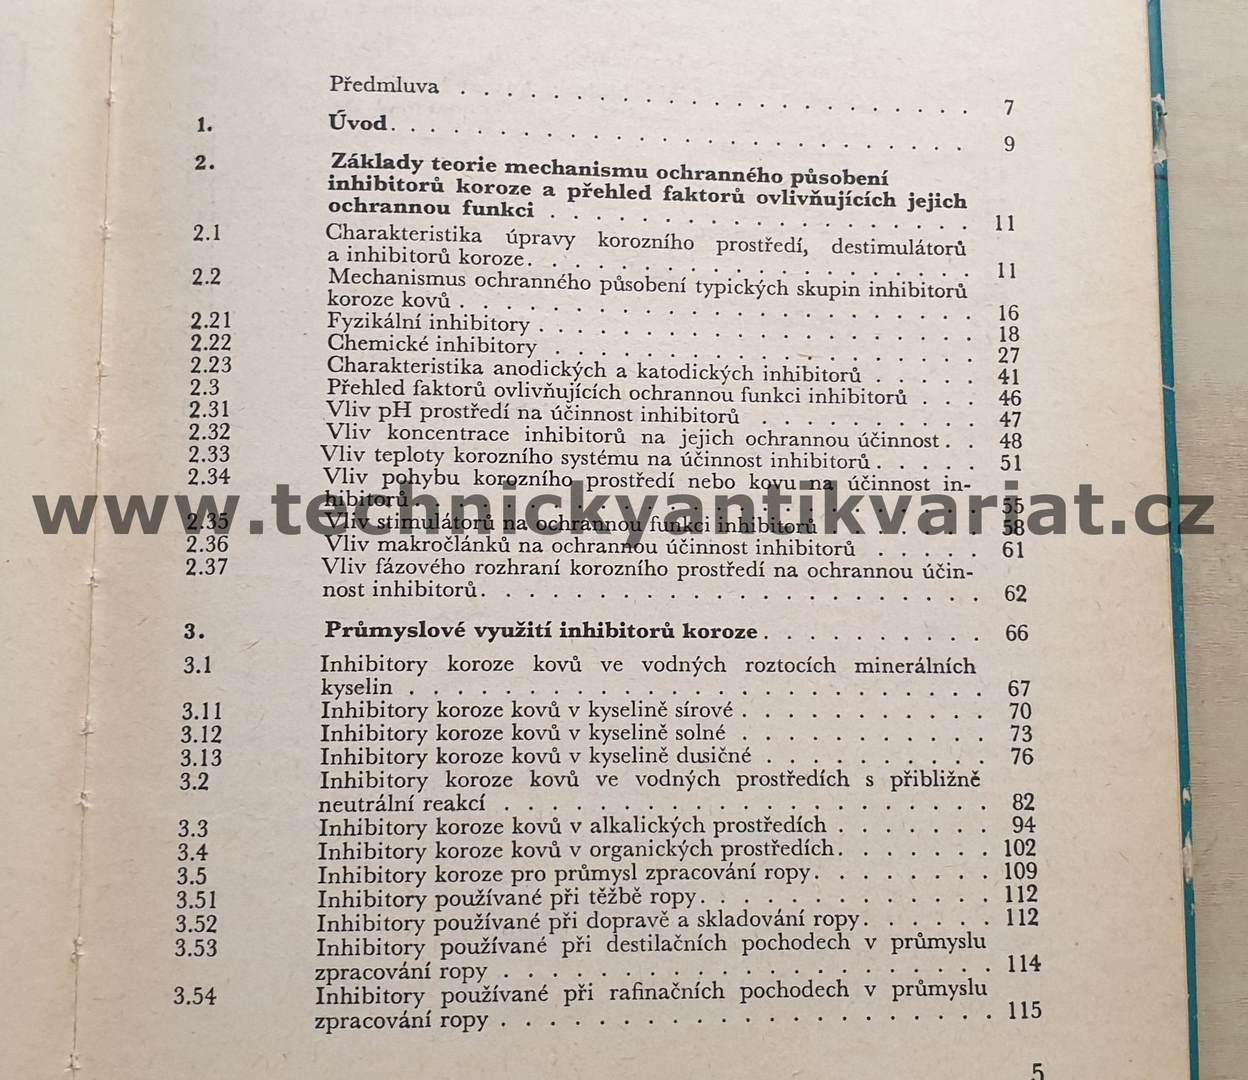 Předmluva . . . . . . . . . . . . . . . . . . . . . . 7
1. Úvod. . . . . . . . . . . . . . . . . . . . . . . . . 9
2. Základy teorie mechanismu ochranného působení
inhibitorů koroze a přehled faktorů ovlivňujících jejich
ochrannou funkci . . . . . . . . . . . . . . . . . . 11
2.1 Charakteristika úpravy korozního prostředí, destimulátorů
a inhibitorů koroze. . . . . . . . . . . . . . . . . . . 11
2.2 Mechanismus ochranného působení typických skupin inhibitorů
koroze kovů . . . . . . . . . . . . . . . . . . . . . . 16
2.21 Fyzikální inhibitory . . . . . . . . . . . . . . . . . . . 18
2.22 Chemické inhibitory . . . . . . . . . . . . . . . . . . 27
2.23 Charakteristika anodických a katodických inhibitorů . . . . . 41
2.3 Přehled faktorů ovlivňujících ochrannou funkci inhibitorů . . . 46
2.31 Vliv pH prostředí na účinnost inhibitorů . . . . . . . . . . 47
2.32 Vliv koncentrace inhibitorů na jejich ochrannou účinnost. . 48
2.33 Vliv teploty korozního systému na účinnost inhibitorů . . . . . 51
2.34 Vliv pohybu korozního prostředí nebo kovu na účinnost in-
hibitorů . . . . . . . . . . . . . . . . . . . . . . . . 55
2.35 Vliv stimulátorů na ochrannou funkci inhibitorů . . . . . . . 58
2.36 Vliv makročlánků na ochrannou účinnost inhibitorů . . . . . 61
2.37 Vliv fázového rozhraní korozního prostředí na ochrannou účin-
nost inhibitorů. . . . . . . . . . . . . . . . . . . . . . 62
3. Průmyslové využití inhibitorů koroze . . . . . . . . . . 66
3.1 Inhibitory koroze kovů ve vodných roztocích minerálních
kyselin . . . . . . . . . . . . . . . . . . . . . . . . . 67
3.11 Inhibitory koroze kovů v kyselině sírové . . . . . . . . . . . 70
3.12 Inhibitory koroze kovů v kyselině solné . . . . . . . . . . . 73
3.13 Inhibitory koroze kovů v kyselině dusičné . . . . . . . . . . 76
3.2 Inhibitory koroze kovů ve vodných prostředích s přibližně
neutrální reakcí . . . . . . . . . . . . . . . . . . . . . 82
3.3 Inhibitory koroze kovů v alkalických prostředích . . . . . . . 94
3.4 Inhibitory koroze kovů v organických prostředích. . . . . . . 102
3.5 Inhibitory koroze pro průmysl zpracování ropy. . . . . . . . 109
3.51 Inhibitory používané při těžbě ropy. . . . . . . . . . . . . 112
3.52 Inhibitory používané při dopravě a skladování ropy. . . . . . 112
3.53 Inhibitory používané při destilačních pochodech v průmyslu
zpracování ropy . . . . . . . . . . . . . . . . . . . . . 114
3.54 Inhibitory používané při rafinačních pochodech v průmyslu
zpracování ropy . . . . . . . . . . . . . . . . . . . . . 115
5
www.technickyantikvariat.cz